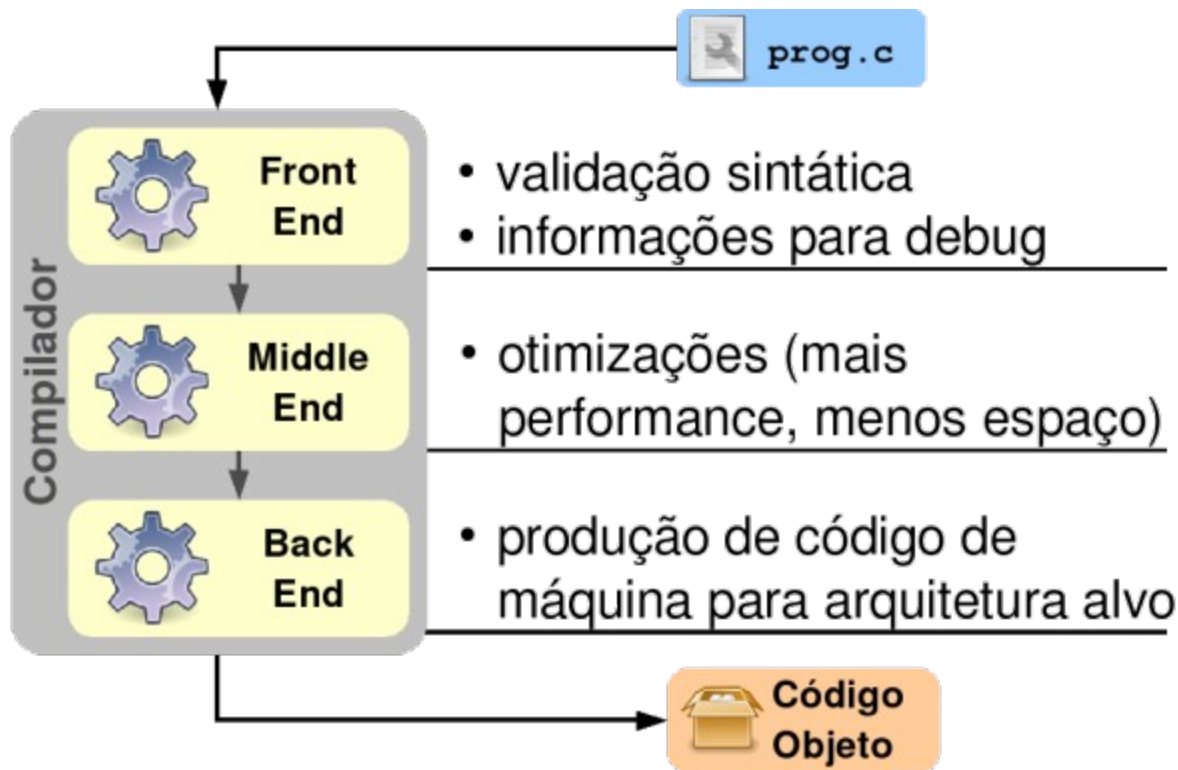 prog.c
Compilador
Front
End
• validação sintática
• informações para debug
Middle
End
• otimizações (mais
performance, menos espaço)
Back
End
• produção de código de
máquina para arquitetura alvo
Código
Objeto